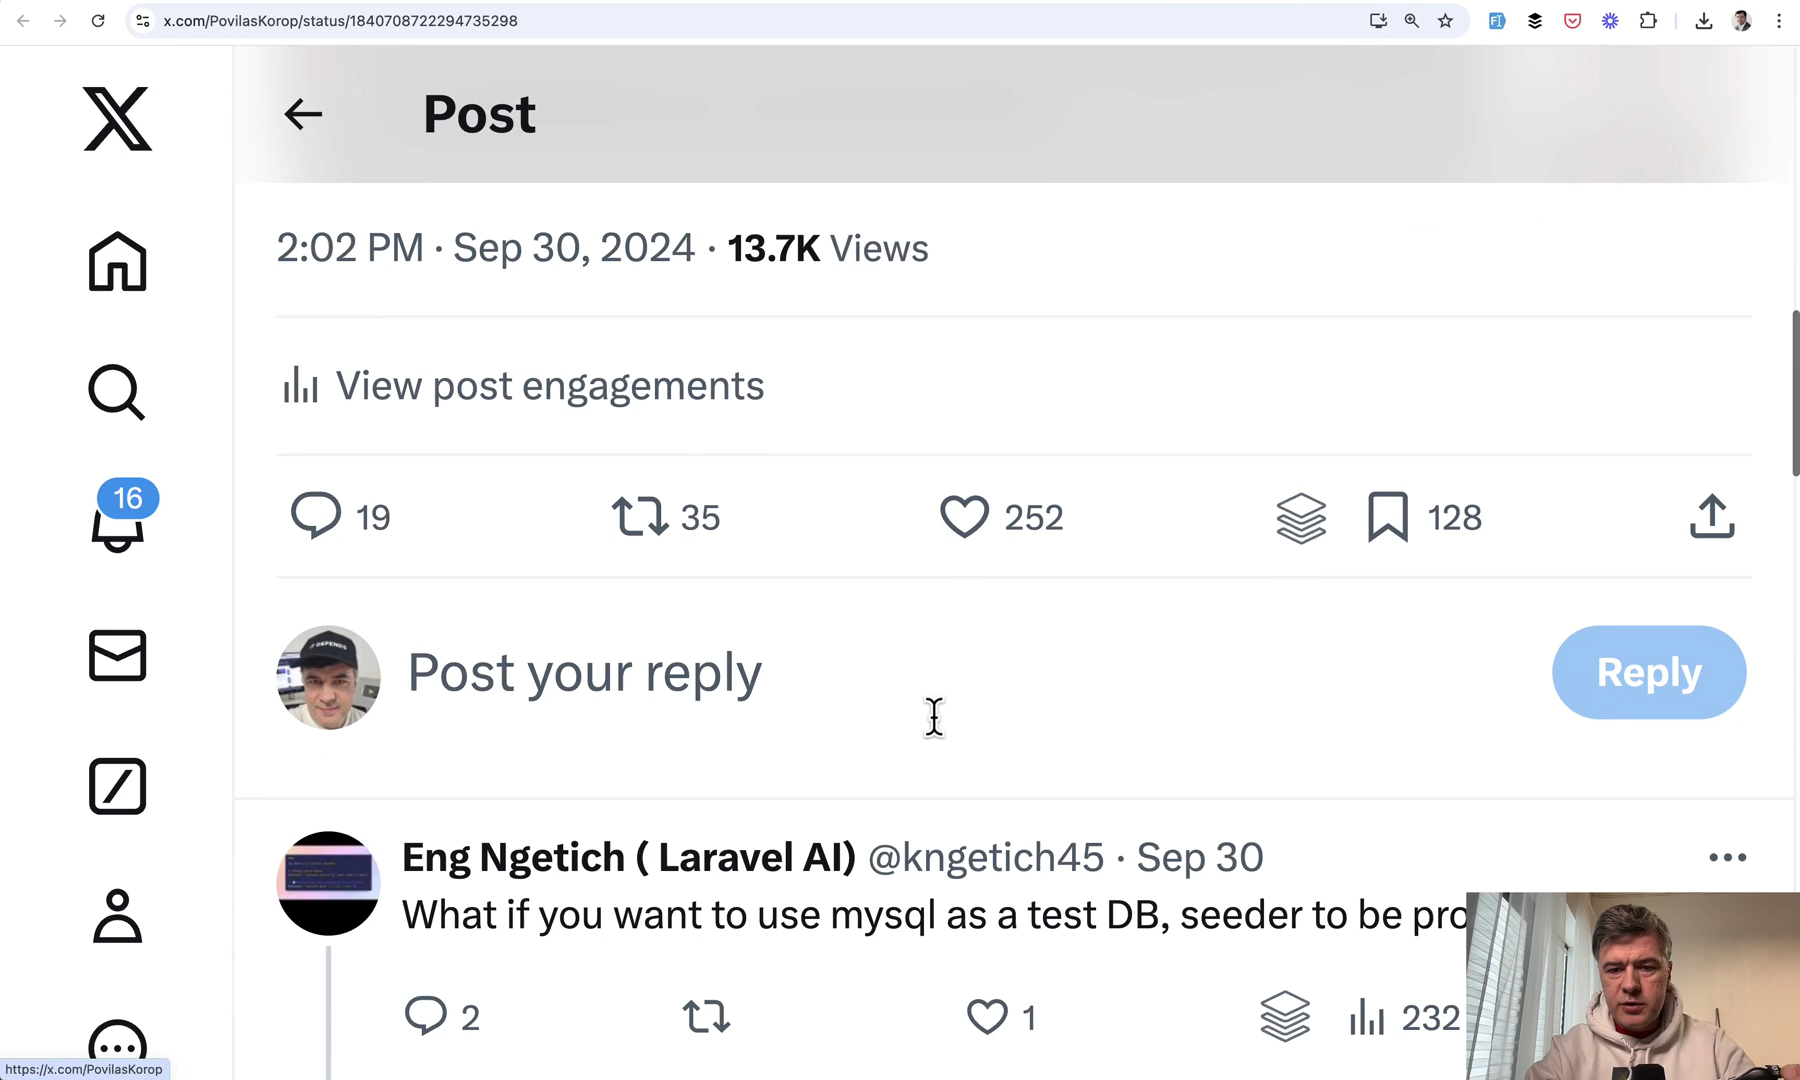 x.com/PovilasKorop/status/1840708722294735298
Post
2:02 PM · Sep 30, 2024 · 13.7K Views
View post engagements
16
19 35 252 128
Post your reply
Reply
Eng Ngetich ( Laravel AI) @kngetich45 · Sep 30
What if you want to use mysql as a test DB, seeder to be pro
2 1 232
https://x.com/PovilasKorop